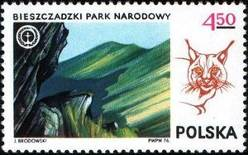 BIESZCZADZKI PARK NARODOWY
4 50
J. BRODOWSKI
PWPW 76
POLSKA